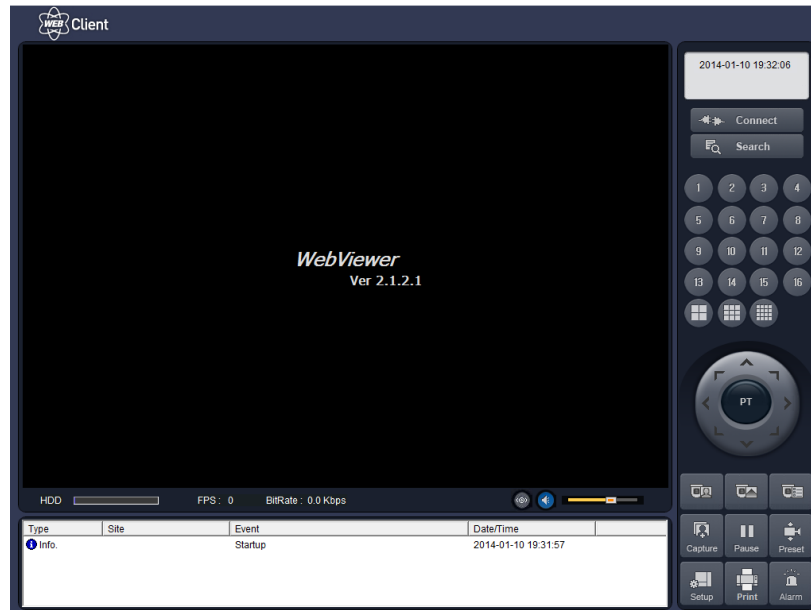 WEB Client
2014-01-10 19:32:06
Connect
Search
1 2 3 4
5 6 7 8
9 10 11 12
13 14 15 16
WebViewer
Ver 2.1.2.1
PT
HDD FPS : 0 BitRate : 0.0 Kbps
Type Site Event Date/Time
Info. Startup 2014-01-10 19:31:57
Capture Pause Preset
Setup Print Alarm